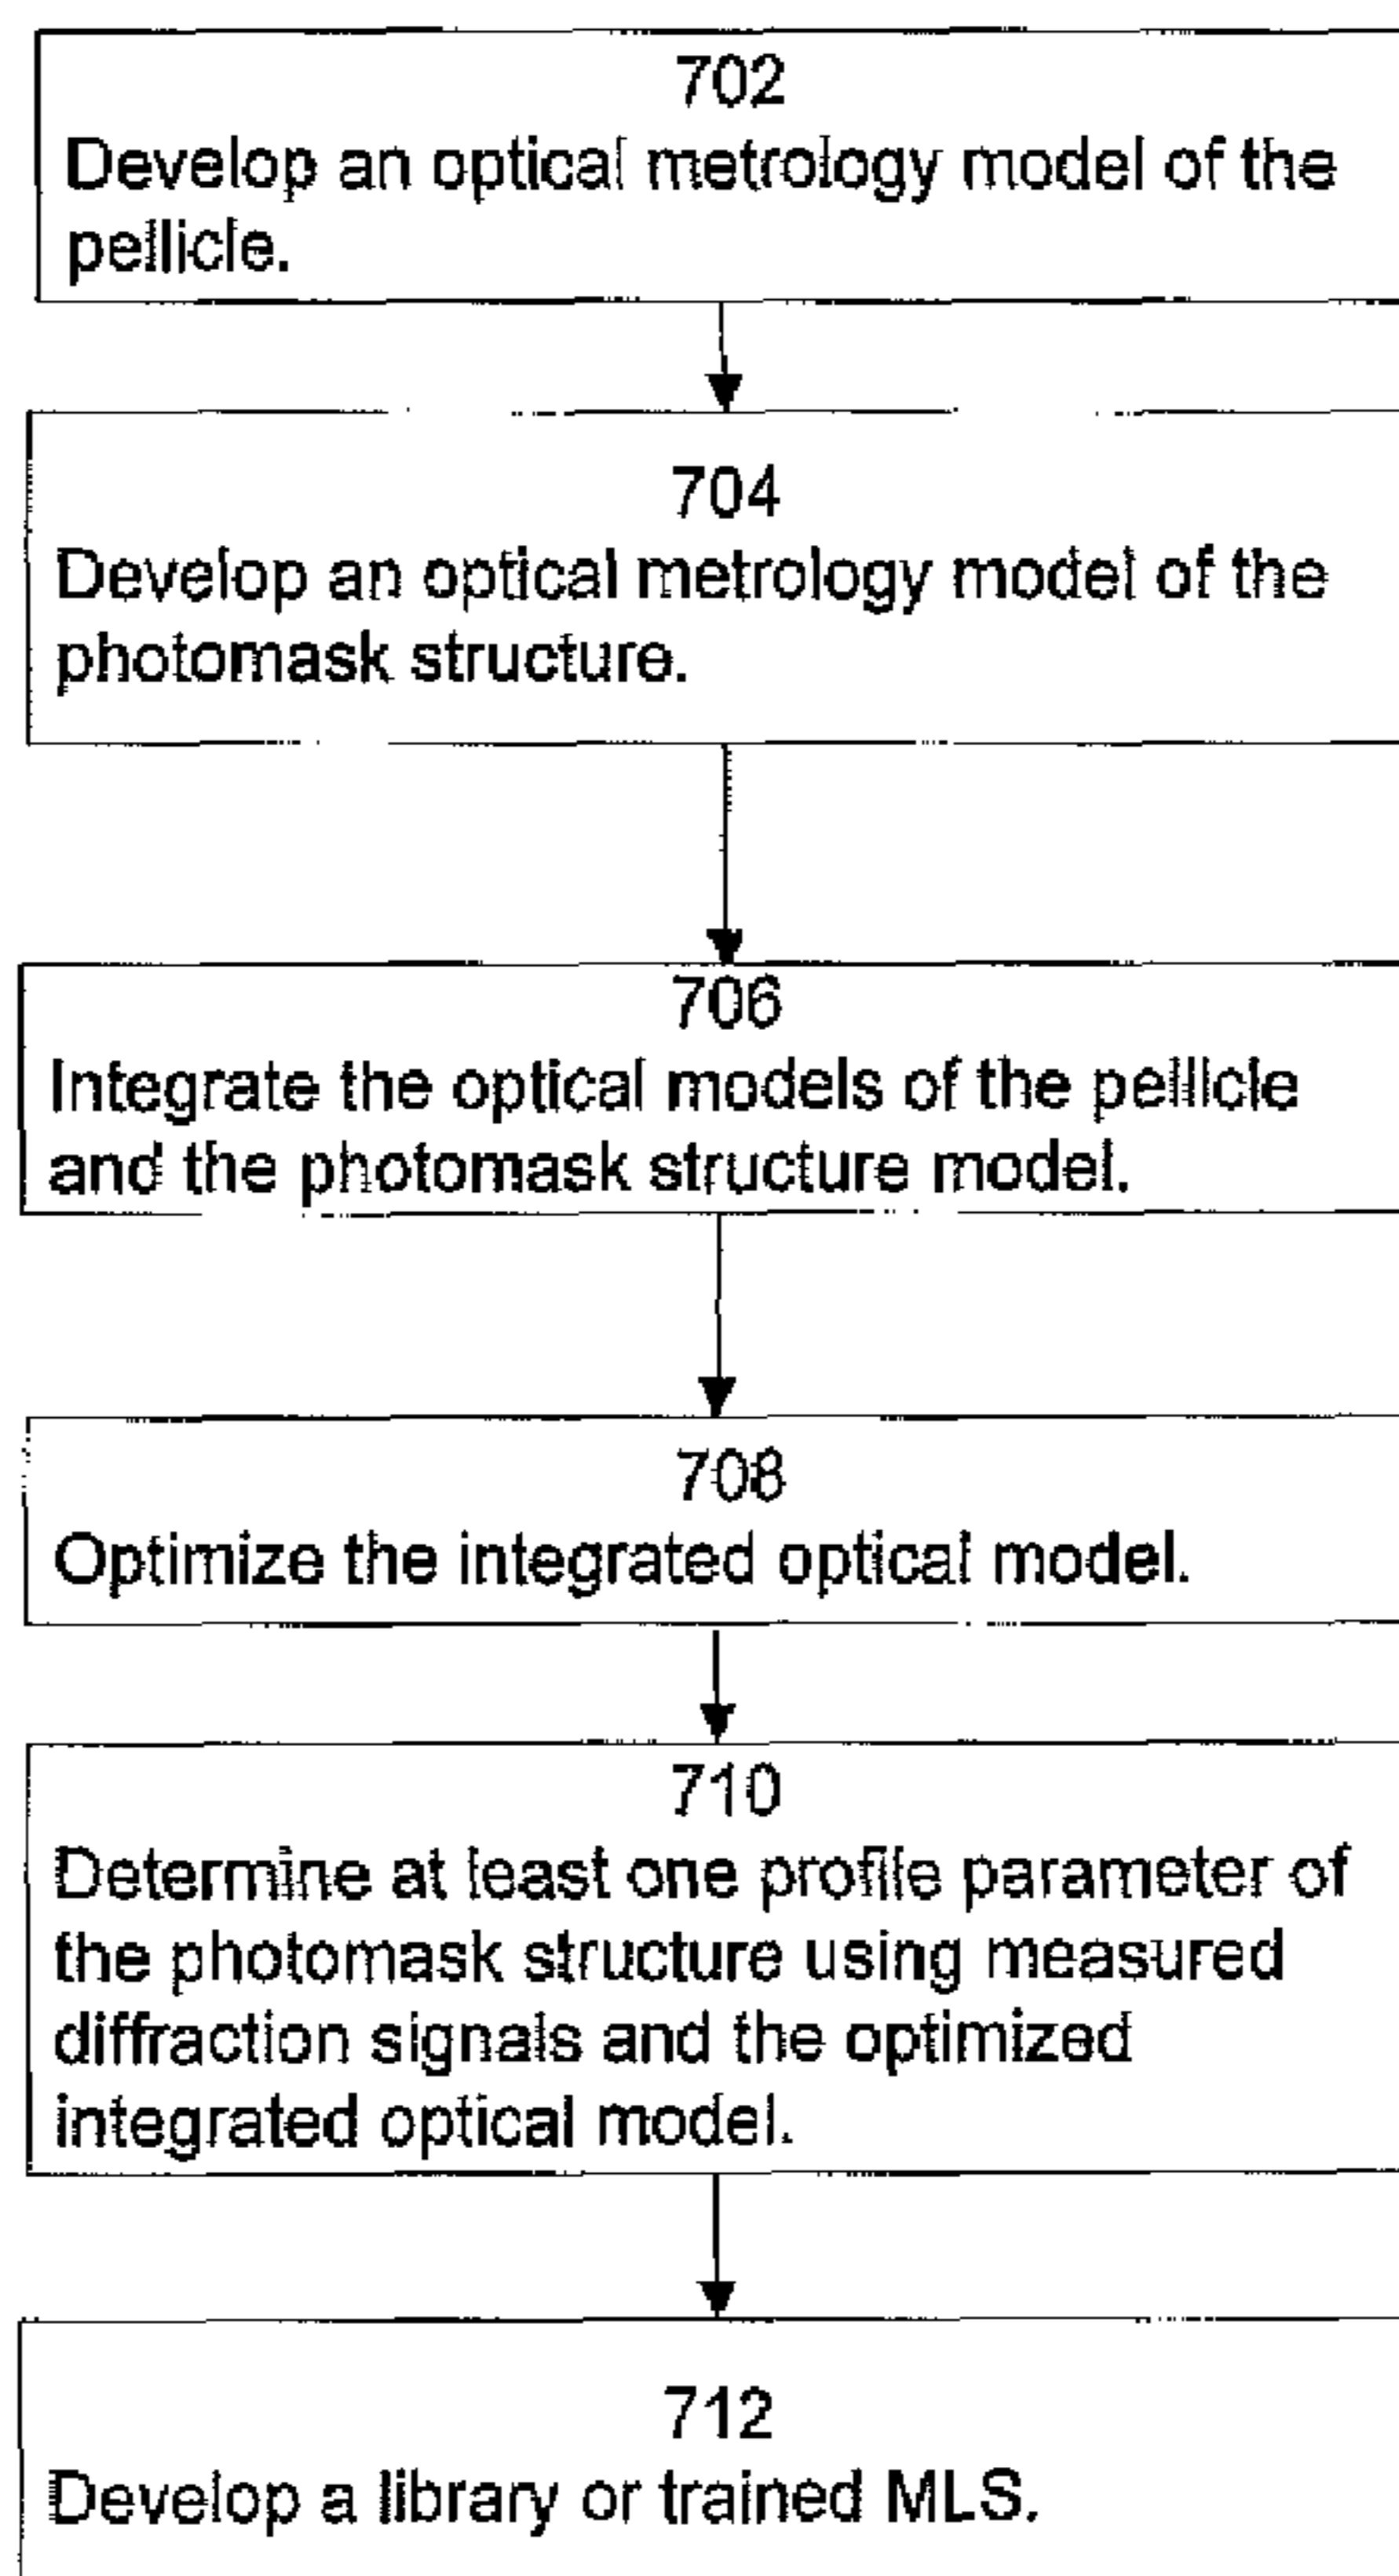 702
Develop an optical metrology model of the
pellicle.
704
Develop an optical metrology model of the
photomask structure.
706
Integrate the optical models of the pellicle
and the photomask structure model.
708
Optimize the integrated optical model.
710
Determine at least one profile parameter of
the photomask structure using measured
diffraction signals and the optimized
integrated optical model.
712
Develop a library or trained MLS.